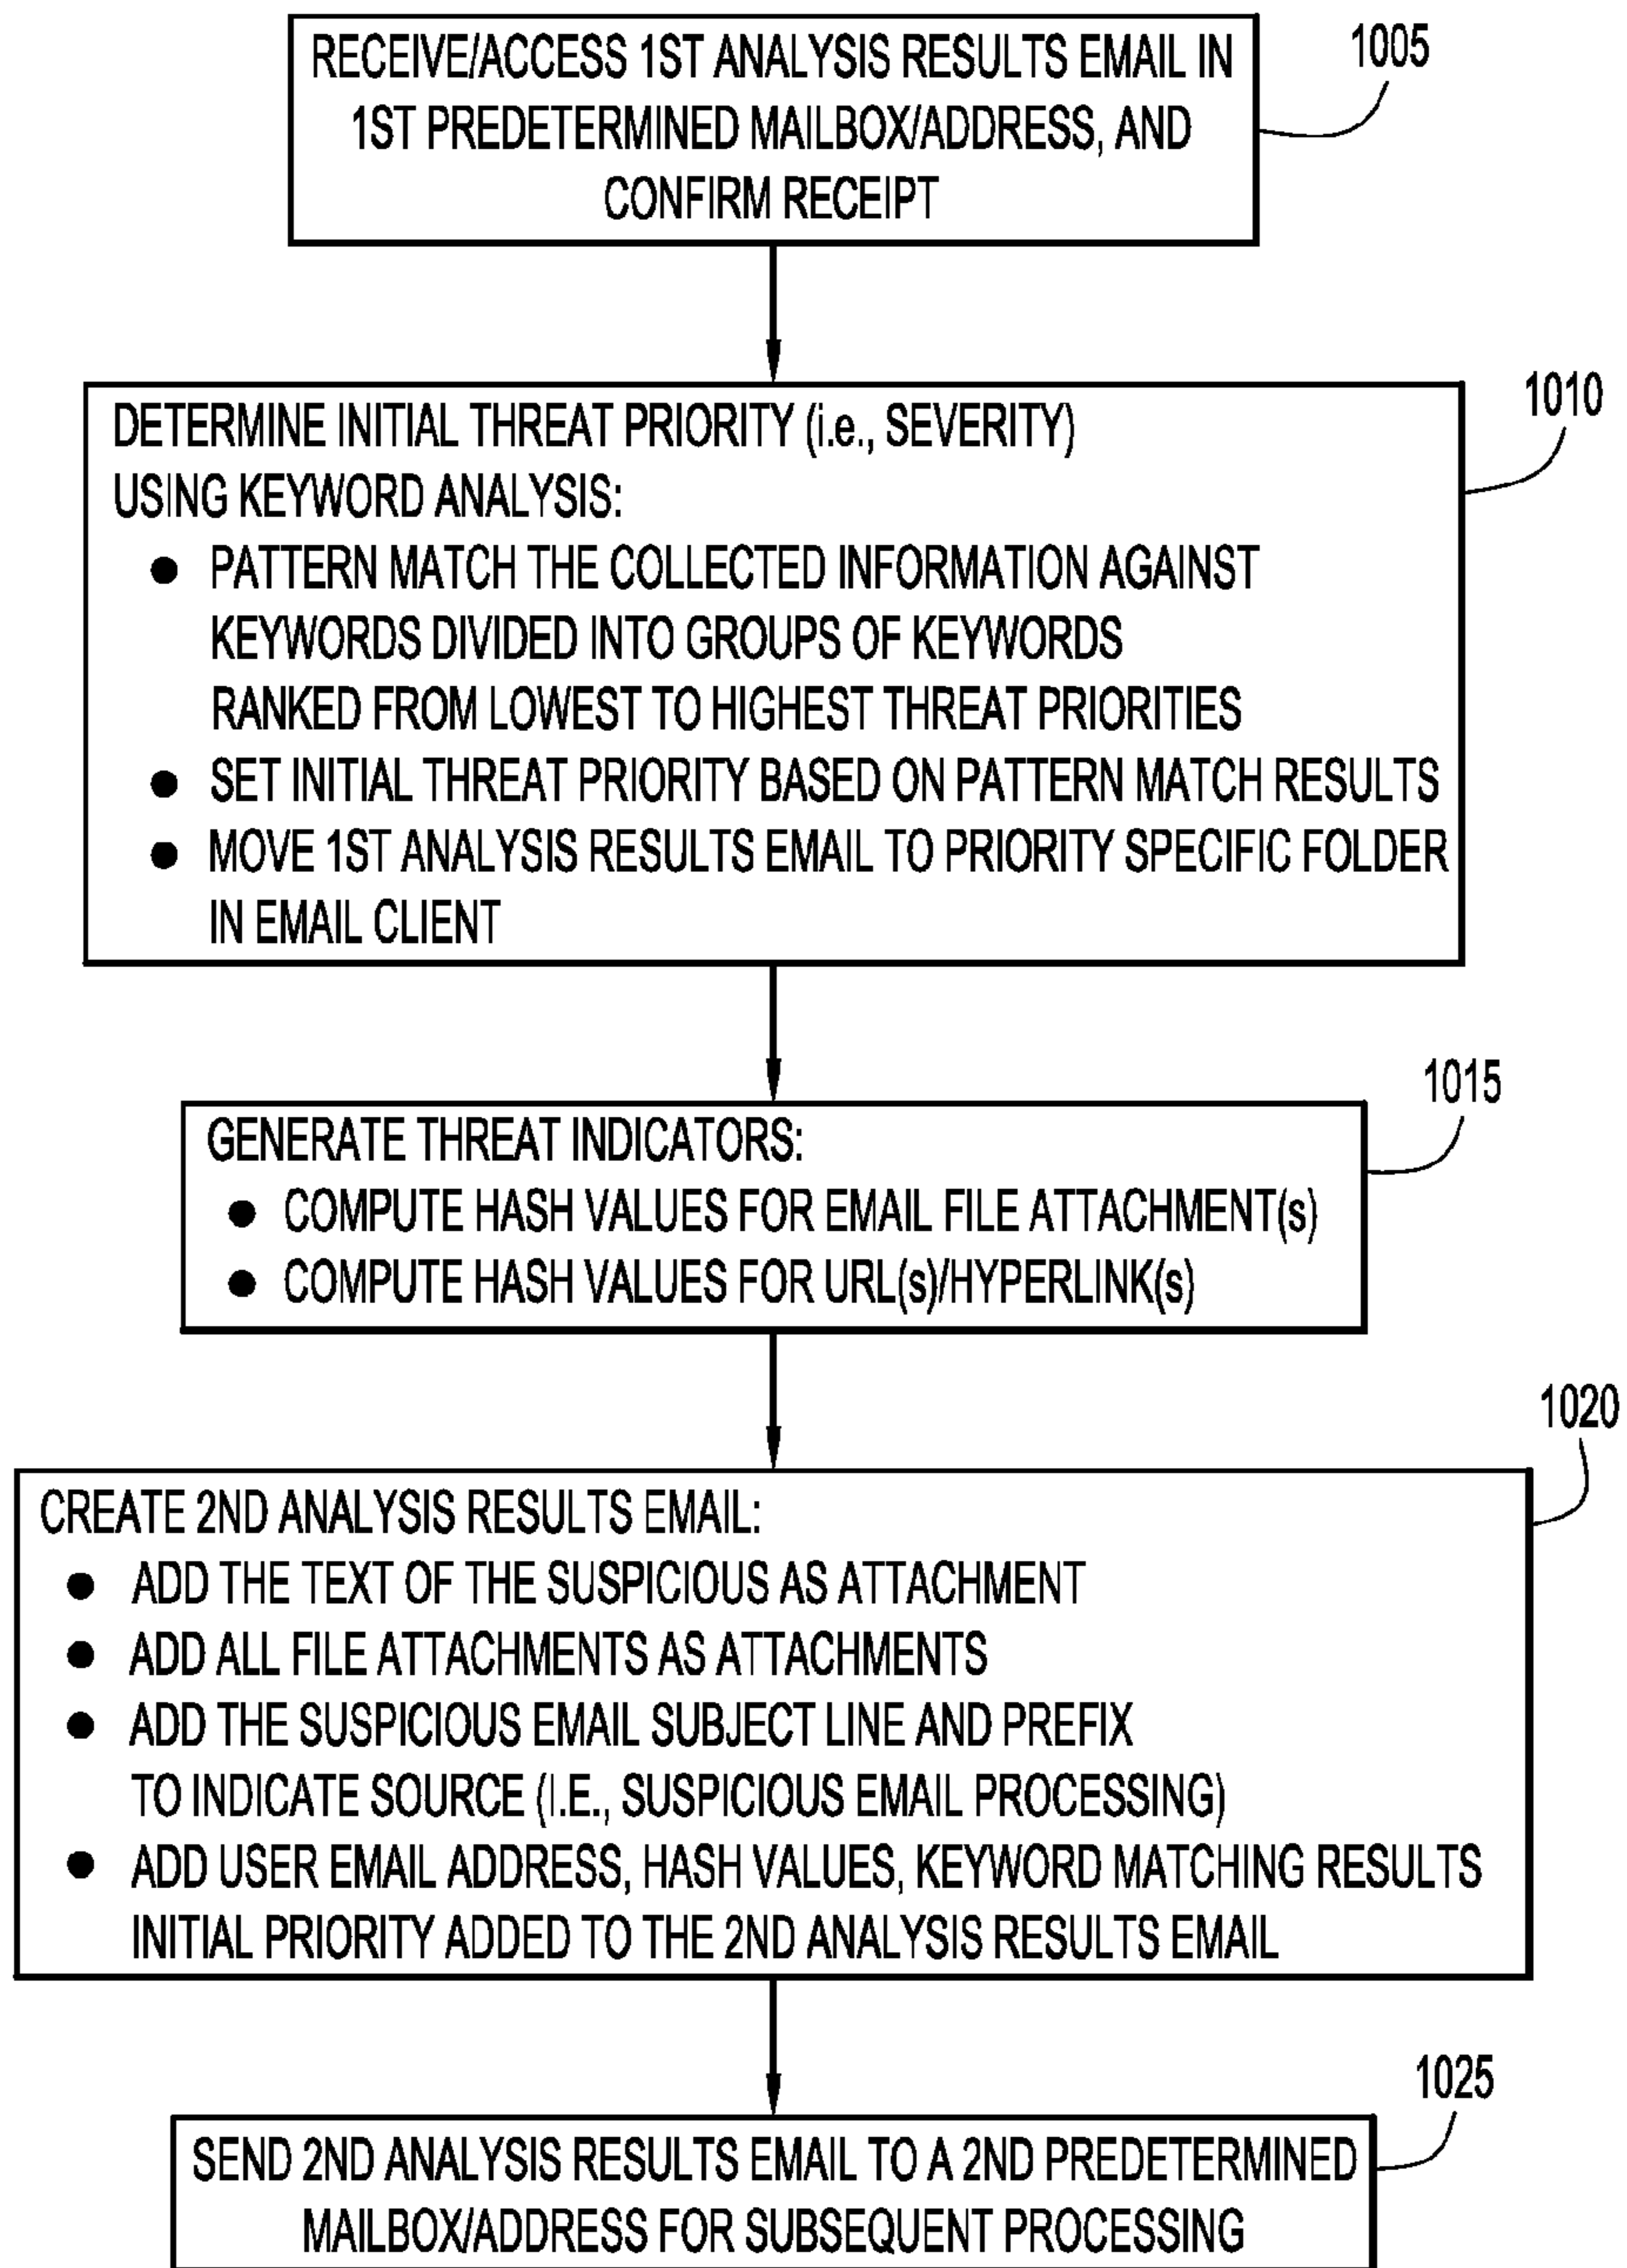 RECEIVE/ACCESS 1ST ANALYSIS RESULTS EMAIL IN
1ST PREDETERMINED MAILBOX/ADDRESS, AND
CONFIRM RECEIPT
1005
DETERMINE INITIAL THREAT PRIORITY (i.e., SEVERITY)
USING KEYWORD ANALYSIS:
● PATTERN MATCH THE COLLECTED INFORMATION AGAINST
KEYWORDS DIVIDED INTO GROUPS OF KEYWORDS
RANKED FROM LOWEST TO HIGHEST THREAT PRIORITIES
● SET INITIAL THREAT PRIORITY BASED ON PATTERN MATCH RESULTS
● MOVE 1ST ANALYSIS RESULTS EMAIL TO PRIORITY SPECIFIC FOLDER
IN EMAIL CLIENT
1010
GENERATE THREAT INDICATORS:
● COMPUTE HASH VALUES FOR EMAIL FILE ATTACHMENT(s)
● COMPUTE HASH VALUES FOR URL(s)/HYPERLINK(s)
1015
CREATE 2ND ANALYSIS RESULTS EMAIL:
● ADD THE TEXT OF THE SUSPICIOUS AS ATTACHMENT
● ADD ALL FILE ATTACHMENTS AS ATTACHMENTS
● ADD THE SUSPICIOUS EMAIL SUBJECT LINE AND PREFIX
TO INDICATE SOURCE (I.E., SUSPICIOUS EMAIL PROCESSING)
● ADD USER EMAIL ADDRESS, HASH VALUES, KEYWORD MATCHING RESULTS
INITIAL PRIORITY ADDED TO THE 2ND ANALYSIS RESULTS EMAIL
1020
SEND 2ND ANALYSIS RESULTS EMAIL TO A 2ND PREDETERMINED
MAILBOX/ADDRESS FOR SUBSEQUENT PROCESSING
1025